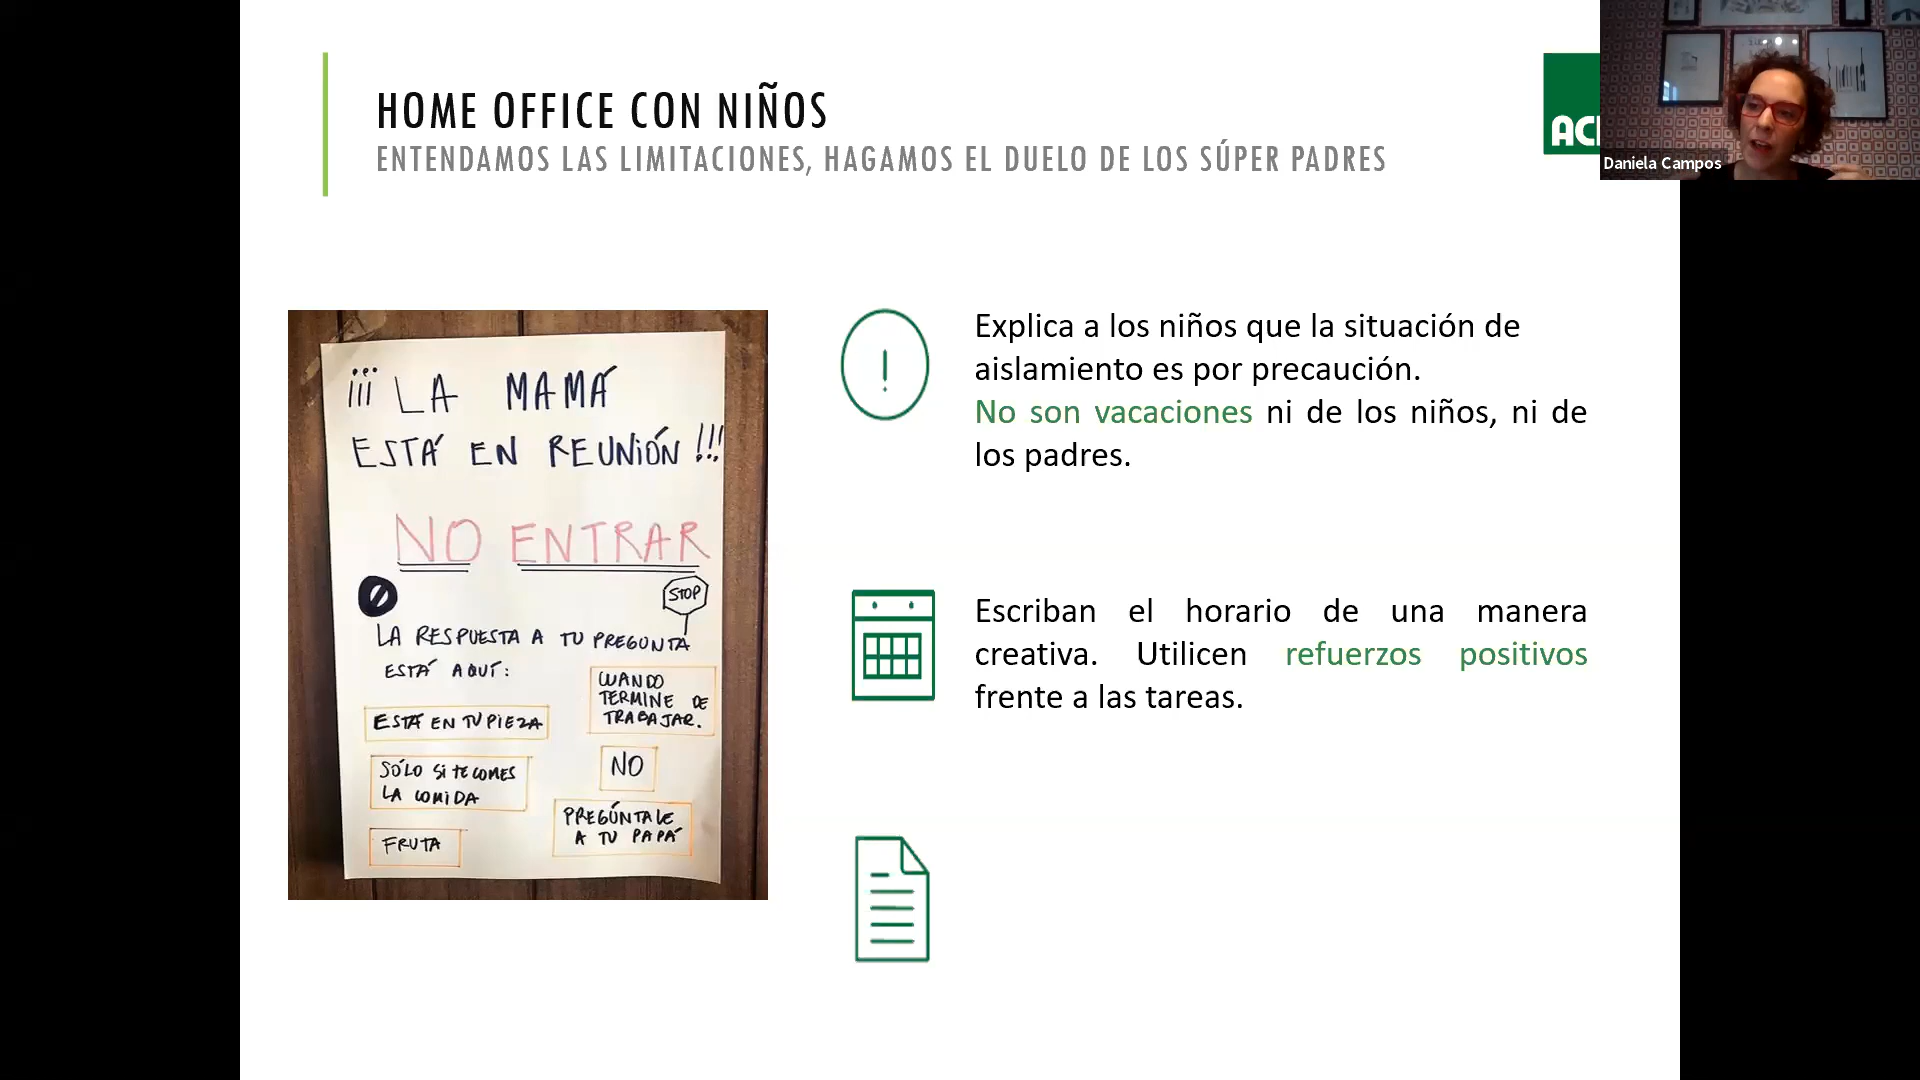 HOME OFFICE CON NIÑOS
ENTENDAMOS LAS LIMITACIONES, HAGAMOS EL DUELO DE LOS SÚPER PADRES
Daniela Campos
¡¡¡ LA MAMÁ
ESTÁ EN REUNIÓN !!!
NO ENTRAR
STOP
LA RESPUESTA A TU PREGUNTA
ESTÁ AQUÍ:
ESTÁ EN TU PIEZA
SÓLO SI TE COMES
LA COMIDA
FRUTA
CUANDO
TERMINE DE
TRABAJAR.
NO
PREGÚNTALE
A TU PAPÁ
Explica a los niños que la situación de
aislamiento es por precaución.
No son vacaciones ni de los niños, ni de
los padres.
Escriban el horario de una manera
creativa. Utilicen refuerzos positivos
frente a las tareas.